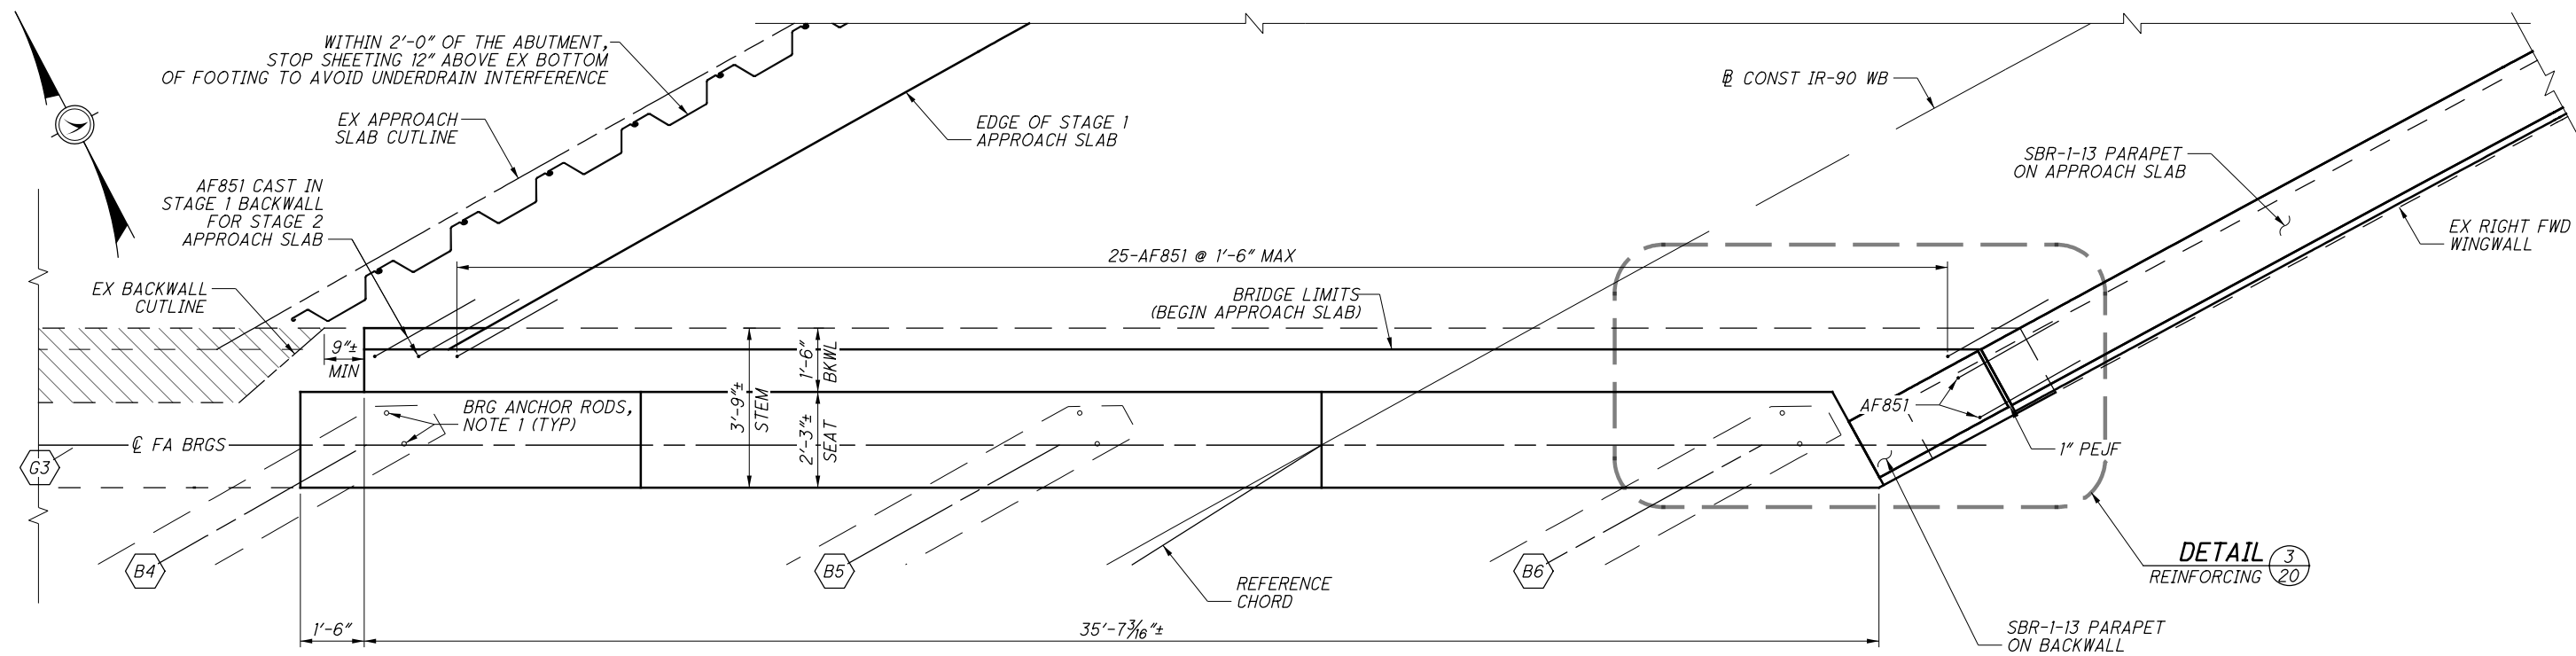 WITHIN 2'-0" OF THE ABUTMENT,
STOP SHEETING 12" ABOVE EX BOTTOM
OF FOOTING TO AVOID UNDERDRAIN INTERFERENCE
EX APPROACH
SLAB CUTLINE
EDGE OF STAGE 1
APPROACH SLAB
℄ CONST IR-90 WB
SBR-1-13 PARAPET
ON APPROACH SLAB
AF851 CAST IN
STAGE 1 BACKWALL
FOR STAGE 2
APPROACH SLAB
EX RIGHT FWD
WINGWALL
25-AF851 @ 1'-6" MAX
EX BACKWALL
CUTLINE
BRIDGE LIMITS
(BEGIN APPROACH SLAB)
9"±
MIN
3'-9"±
STEM
1'-6"
BKWL
2'-3"±
SEAT
BRG ANCHOR RODS,
NOTE 1 (TYP)
AF851
℄ FA BRGS
1" PEJF
G3
B4
B5
B6
REFERENCE
CHORD
DETAIL 3
REINFORCING 20
1'-6"
35'-7 3/16"±
SBR-1-13 PARAPET
ON BACKWALL